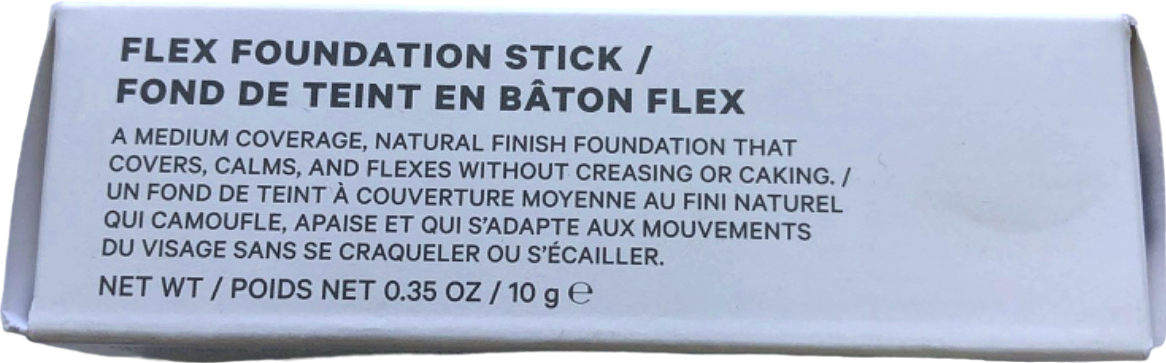 FLEX FOUNDATION STICK /
FOND DE TEINT EN BÂTON FLEX
A MEDIUM COVERAGE, NATURAL FINISH FOUNDATION THAT
COVERS, CALMS, AND FLEXES WITHOUT CREASING OR CAKING. /
UN FOND DE TEINT À COUVERTURE MOYENNE AU FINI NATUREL
QUI CAMOUFLE, APAISE ET QUI S'ADAPTE AUX MOUVEMENTS
DU VISAGE SANS SE CRAQUELER OU S'ÉCAILLER.
NET WT / POIDS NET 0.35 OZ / 10 g ℮